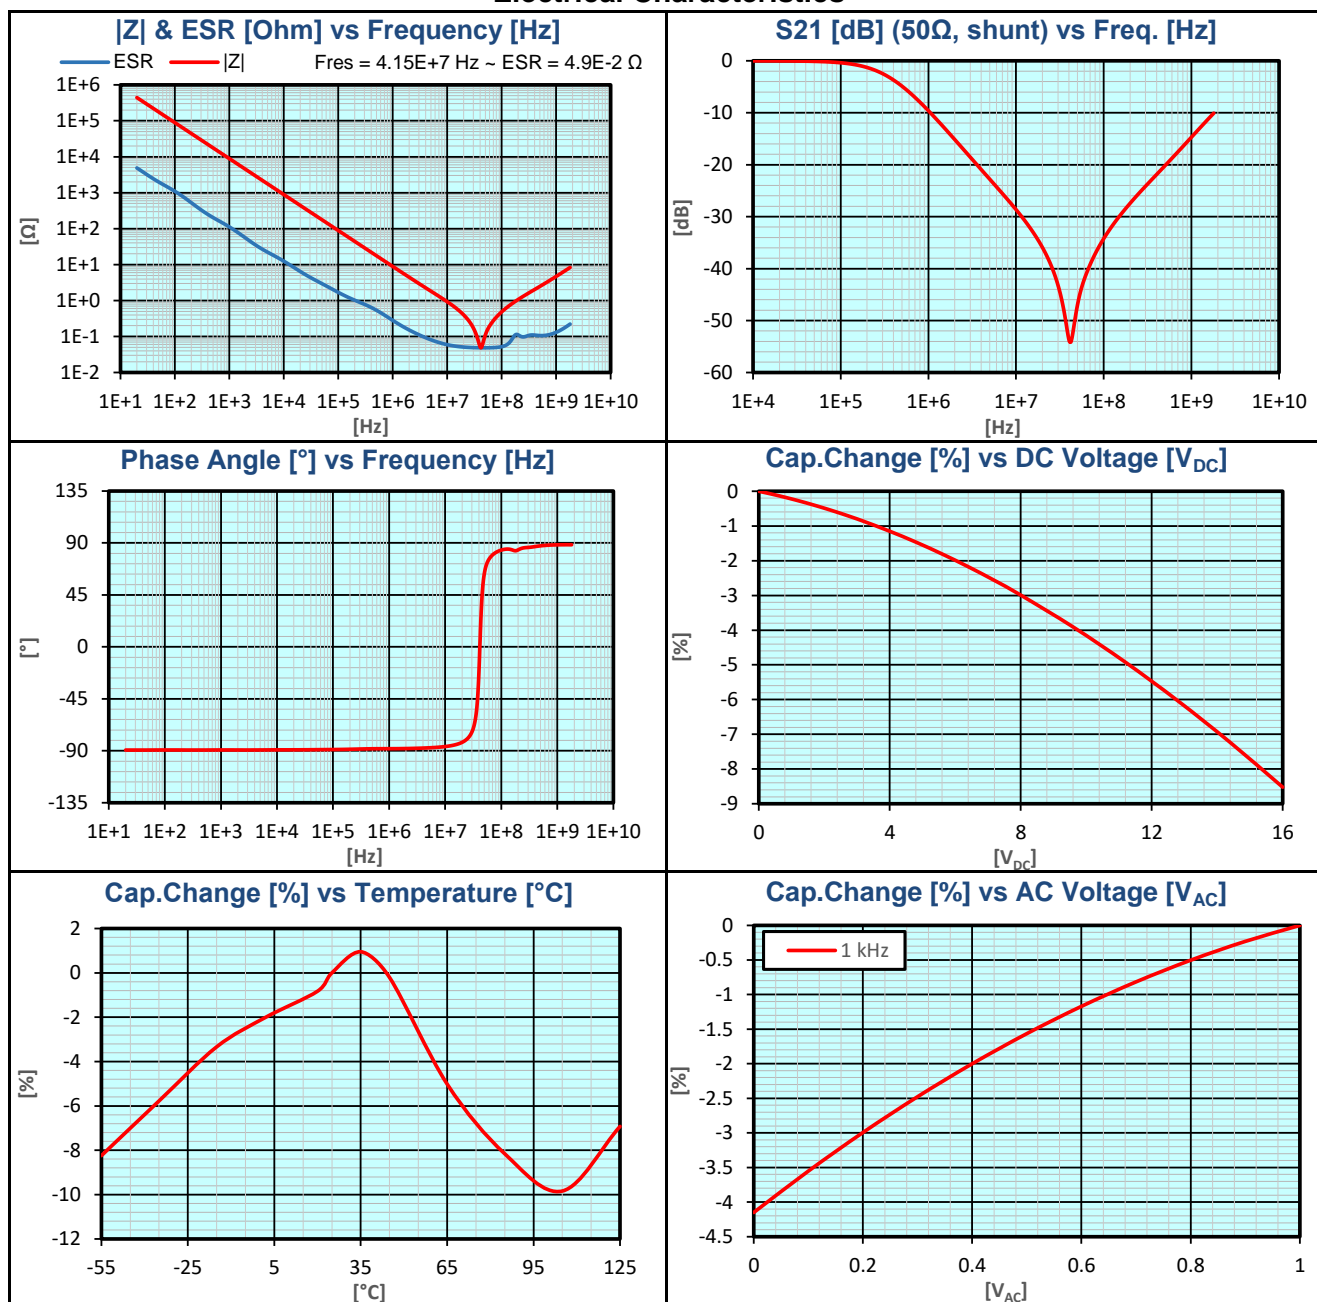 |Z| & ESR [Ohm] vs Frequency [Hz]
ESR |Z| Fres = 4.15E+7 Hz ~ ESR = 4.9E-2 Ω
1E+6
1E+5
1E+4
1E+3
1E+2
1E+1
1E+0
1E-1
1E-2
[Ω]
1E+1 1E+2 1E+3 1E+4 1E+5 1E+6 1E+7 1E+8 1E+9 1E+10
[Hz]
S21 [dB] (50Ω, shunt) vs Freq. [Hz]
0
-10
-20
-30
-40
-50
-60
[dB]
1E+4 1E+5 1E+6 1E+7 1E+8 1E+9 1E+10
[Hz]
Phase Angle [°] vs Frequency [Hz]
135
90
45
0
-45
-90
-135
[°]
1E+1 1E+2 1E+3 1E+4 1E+5 1E+6 1E+7 1E+8 1E+9 1E+10
[Hz]
Cap.Change [%] vs DC Voltage [VDC]
0
-1
-2
-3
-4
-5
-6
-7
-8
-9
[%]
0 4 8 12 16
[VDC]
Cap.Change [%] vs Temperature [°C]
2
0
-2
-4
-6
-8
-10
-12
[%]
-55 -25 5 35 65 95 125
[°C]
Cap.Change [%] vs AC Voltage [VAC]
1 kHz
0
-0.5
-1
-1.5
-2
-2.5
-3
-3.5
-4
-4.5
[%]
0 0.2 0.4 0.6 0.8 1
[VAC]